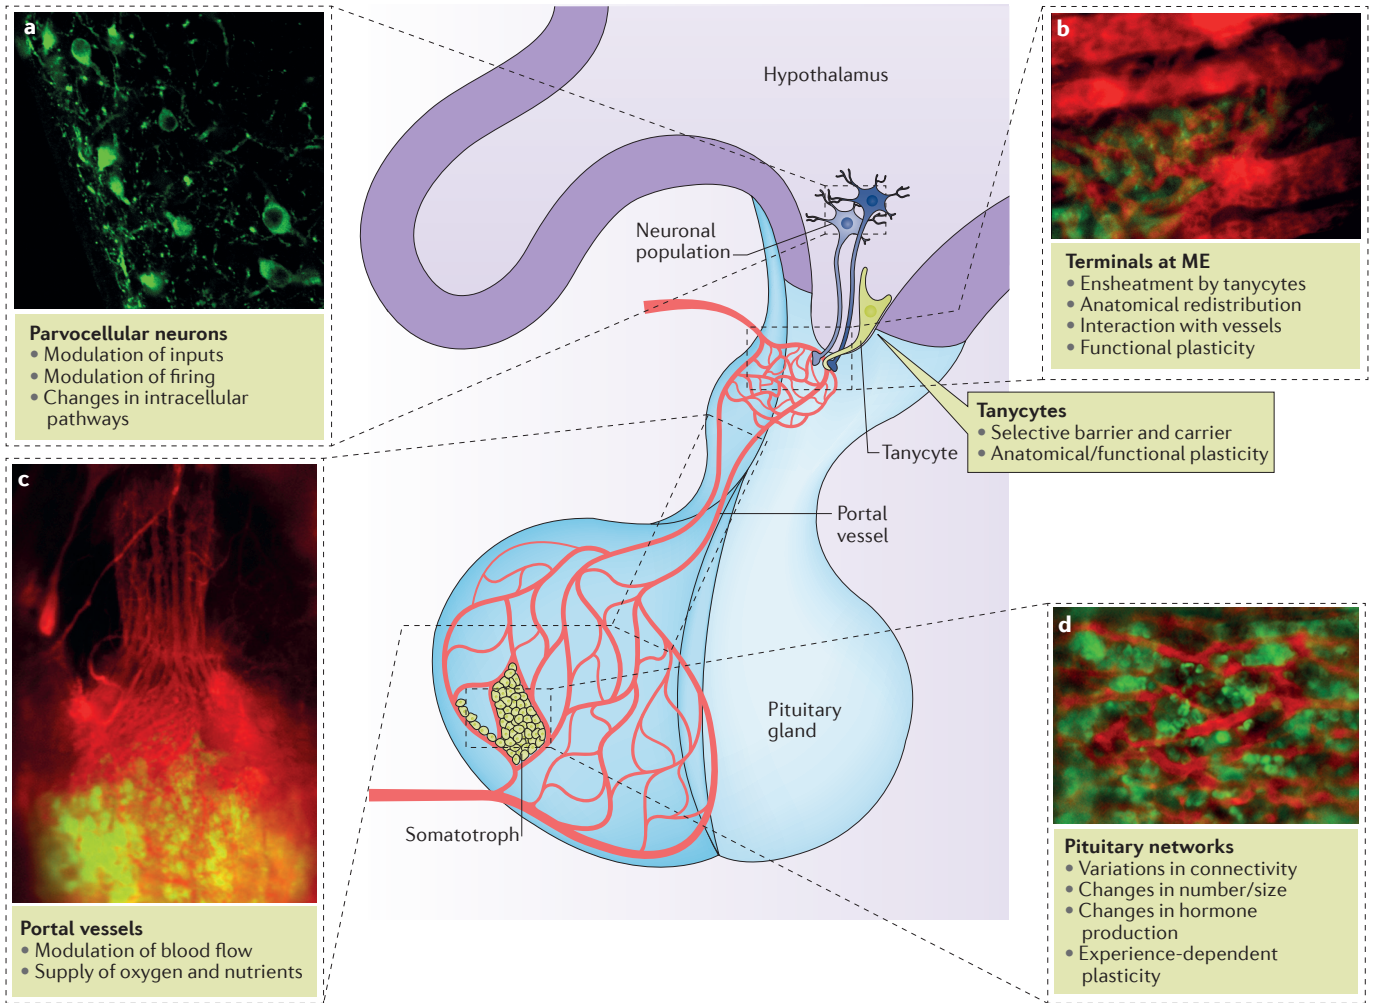 a
Parvocellular neurons
• Modulation of inputs
• Modulation of firing
• Changes in intracellular
pathways
Hypothalamus
Neuronal
population
b
Terminals at ME
• Ensheatment by tanycytes
• Anatomical redistribution
• Interaction with vessels
• Functional plasticity
Tanycytes
• Selective barrier and carrier
• Anatomical/functional plasticity
Tanycyte
Portal
vessel
c
Portal vessels
• Modulation of blood flow
• Supply of oxygen and nutrients
Pituitary
gland
Somatotroph
d
Pituitary networks
• Variations in connectivity
• Changes in number/size
• Changes in hormone
production
• Experience-dependent
plasticity